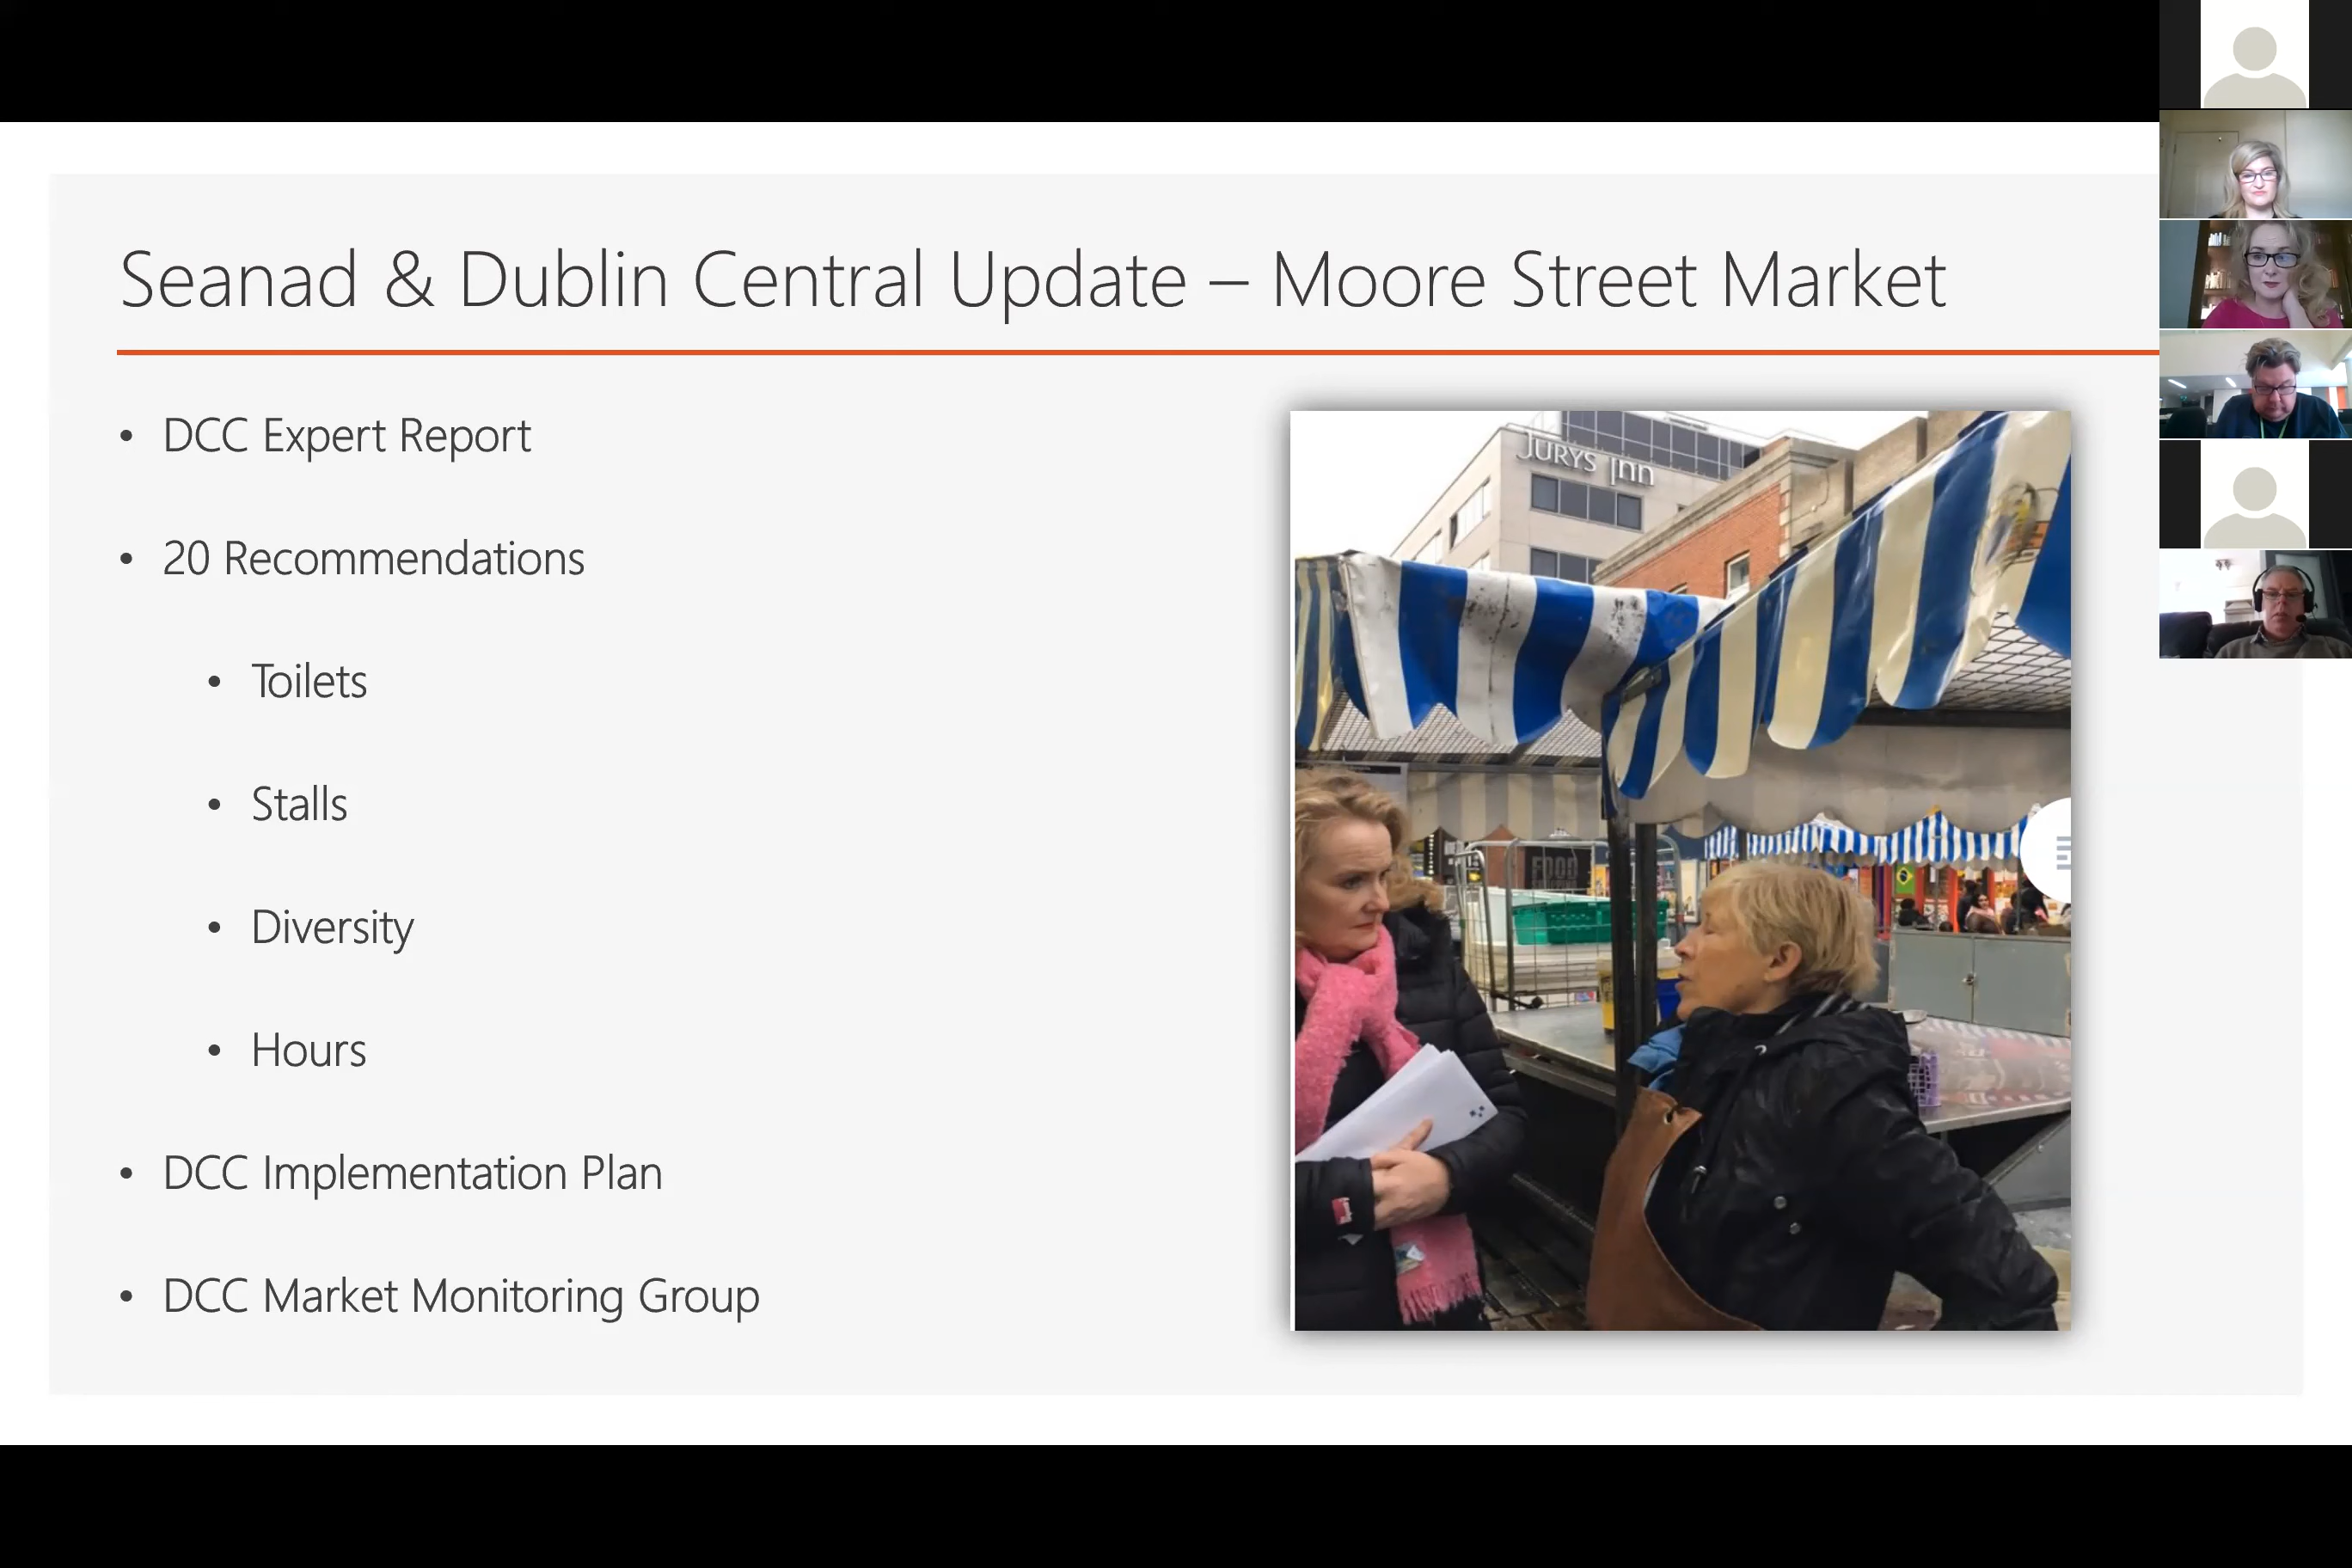 Seanad & Dublin Central Update – Moore Street Market
• DCC Expert Report
• 20 Recommendations
• Toilets
• Stalls
• Diversity
• Hours
• DCC Implementation Plan
• DCC Market Monitoring Group
JURYS Inn
FOOD